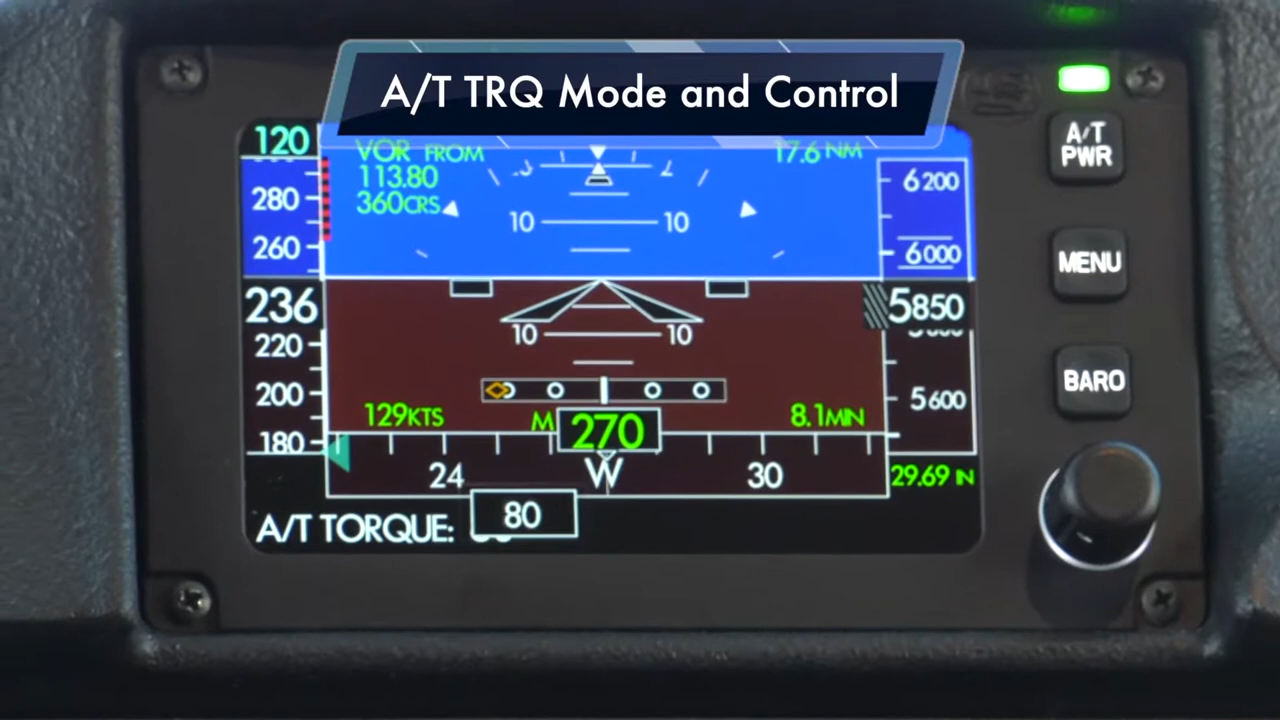 A/T TRQ Mode and Control
120
VOR FROM
17.6 NM
113.80
360CRS
280
260
236
220
200
180
10 10
10 10
6200
6000
5850
5600
129KTS
M 270
8.1MIN
24 W 30
29.69 IN
A/T TORQUE:
80
A/T
PWR
MENU
BARO